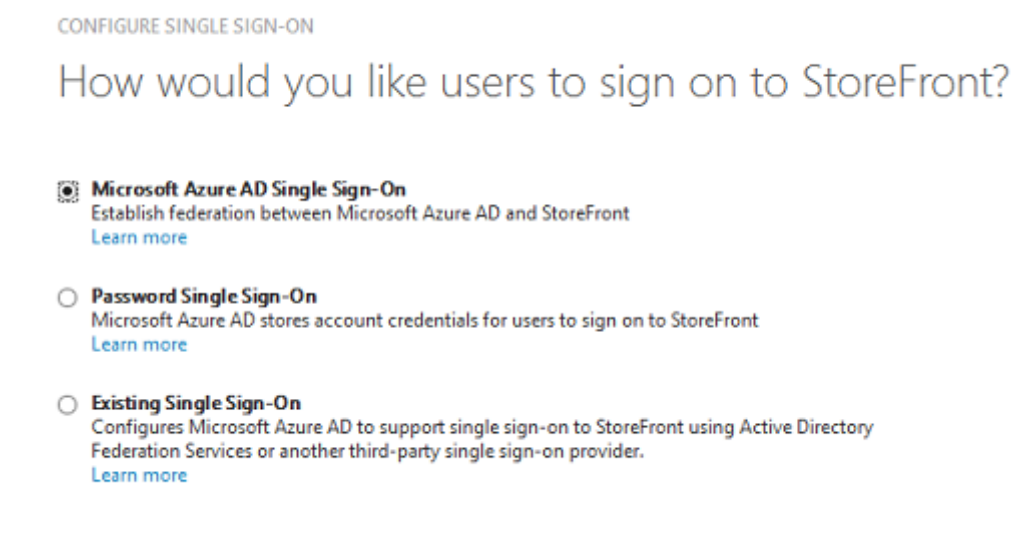 CONFIGURE SINGLE SIGN-ON
How would you like users to sign on to StoreFront?
Microsoft Azure AD Single Sign-On
Establish federation between Microsoft Azure AD and StoreFront
Learn more
Password Single Sign-On
Microsoft Azure AD stores account credentials for users to sign on to StoreFront
Learn more
Existing Single Sign-On
Configures Microsoft Azure AD to support single sign-on to StoreFront using Active Directory
Federation Services or another third-party single sign-on provider.
Learn more